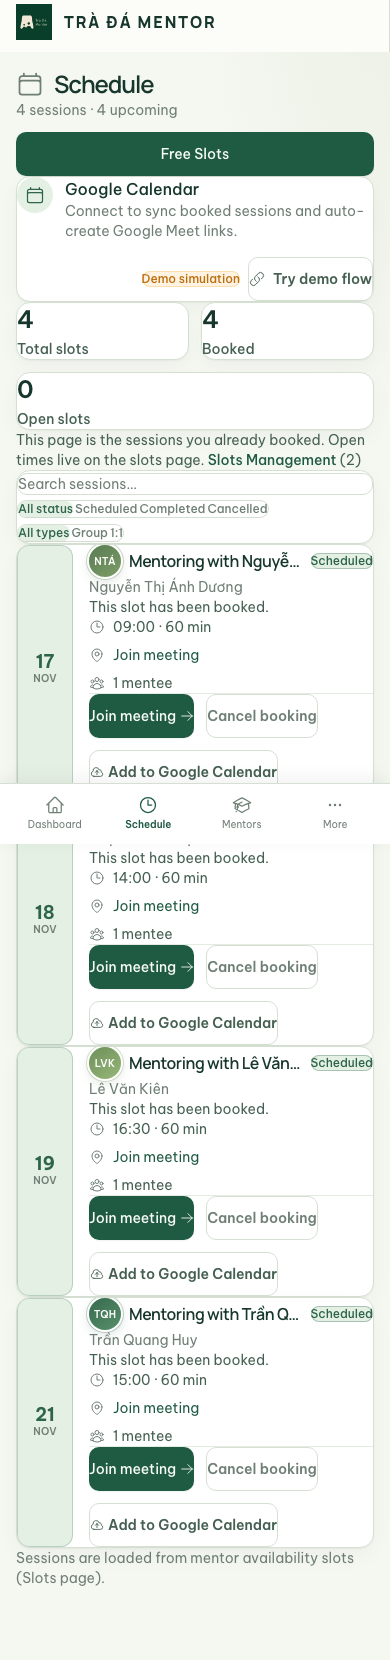 TRÀ ĐÁ MENTOR
Schedule
4 sessions · 4 upcoming
Free Slots
Google Calendar
Connect to sync booked sessions and auto-
create Google Meet links.
Demo simulation
Try demo flow
4
Total slots
4
Booked
0
Open slots
This page is the sessions you already booked. Open
times live on the slots page. Slots Management (2)
Search sessions...
All status Scheduled Completed Cancelled
All types Group 1:1
17
NOV
NTÁ
Mentoring with Nguyễ...
Scheduled
Nguyễn Thị Ánh Dương
This slot has been booked.
09:00 · 60 min
Join meeting
1 mentee
Join meeting →
Cancel booking
Add to Google Calendar
Dashboard
Schedule
Mentors
More
18
NOV
This slot has been booked.
14:00 · 60 min
Join meeting
1 mentee
Join meeting →
Cancel booking
Add to Google Calendar
19
NOV
LVK
Mentoring with Lê Văn...
Scheduled
Lê Văn Kiên
This slot has been booked.
16:30 · 60 min
Join meeting
1 mentee
Join meeting →
Cancel booking
Add to Google Calendar
21
NOV
TQH
Mentoring with Trần Q...
Scheduled
Trần Quang Huy
This slot has been booked.
15:00 · 60 min
Join meeting
1 mentee
Join meeting →
Cancel booking
Add to Google Calendar
Sessions are loaded from mentor availability slots
(Slots page).